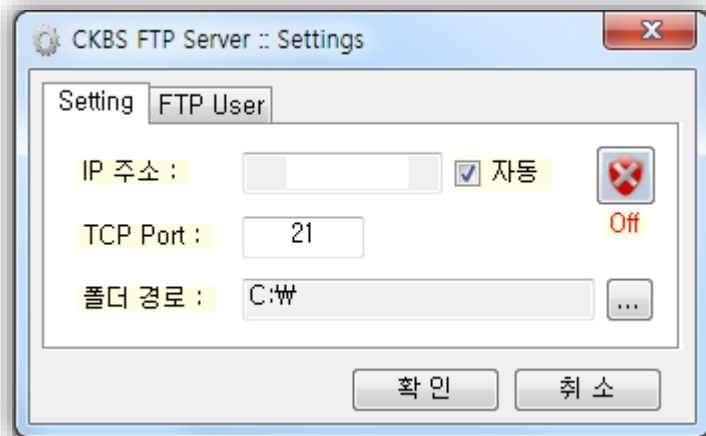 CKBS FTP Server :: Settings
Setting
FTP User
IP 주소 :
자동
TCP Port :
21
Off
폴더 경로 :
C:₩
...
확 인
취 소